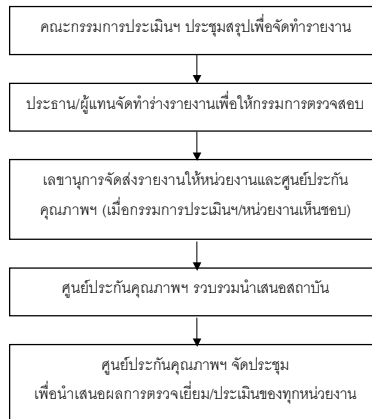 คณะกรรมการประเมินฯ ประชุมสรุปเพื่อจัดทำรายงาน
ประธาน/ผู้แทนจัดทำร่างรายงานเพื่อให้กรรมการตรวจสอบ
เลขานุการจัดส่งรายงานให้หน่วยงานและศูนย์ประกัน
คุณภาพฯ (เมื่อกรรมการประเมินฯ/หน่วยงานเห็นชอบ)
ศูนย์ประกันคุณภาพฯ รวบรวมนำเสนอสถาบัน
ศูนย์ประกันคุณภาพฯ จัดประชุม
เพื่อนำเสนอผลการตรวจเยี่ยม/ประเมินของทุกหน่วยงาน